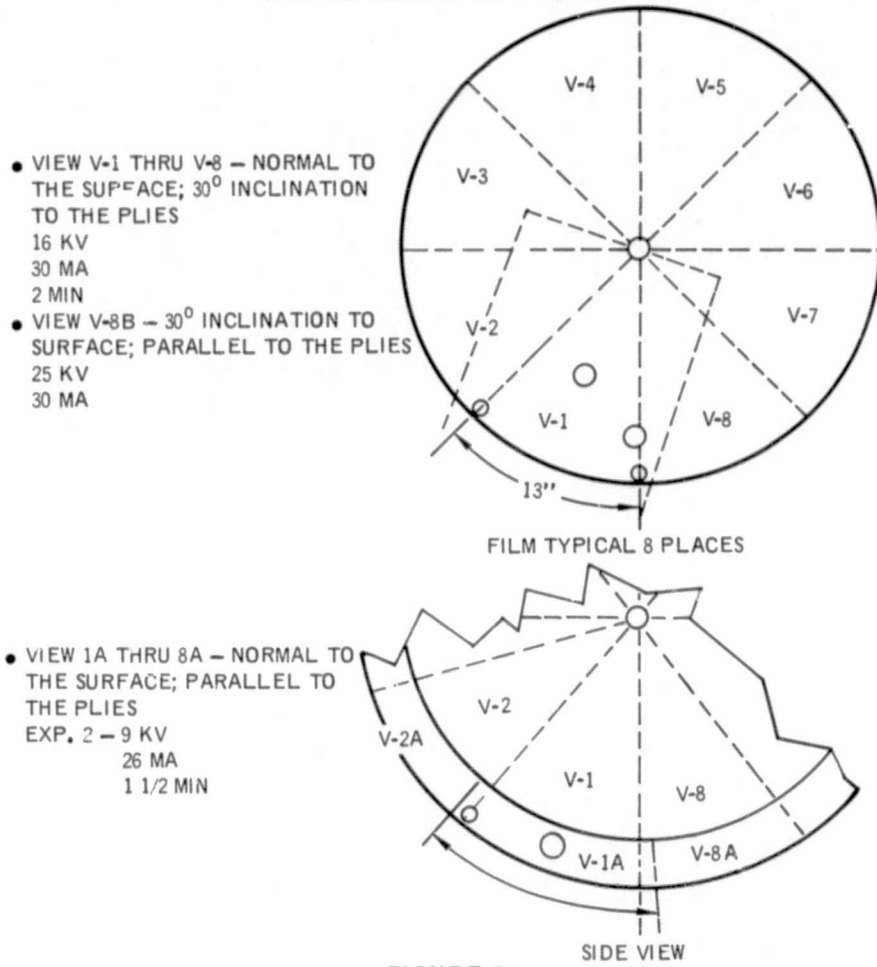 V-4
V-5
V-3
V-6
V-2
V-7
V-1
V-8
13"
• VIEW V-1 THRU V-8 – NORMAL TO
THE SURFACE; 30° INCLINATION
TO THE PLIES
16 KV
30 MA
2 MIN
• VIEW V-8B – 30° INCLINATION TO
SURFACE; PARALLEL TO THE PLIES
25 KV
30 MA
FILM TYPICAL 8 PLACES
• VIEW 1A THRU 8A – NORMAL TO
THE SURFACE; PARALLEL TO
THE PLIES
EXP. 2 – 9 KV
26 MA
1 1/2 MIN
V-2
V-2A
V-1
V-8
V-1A
V-8A
SIDE VIEW